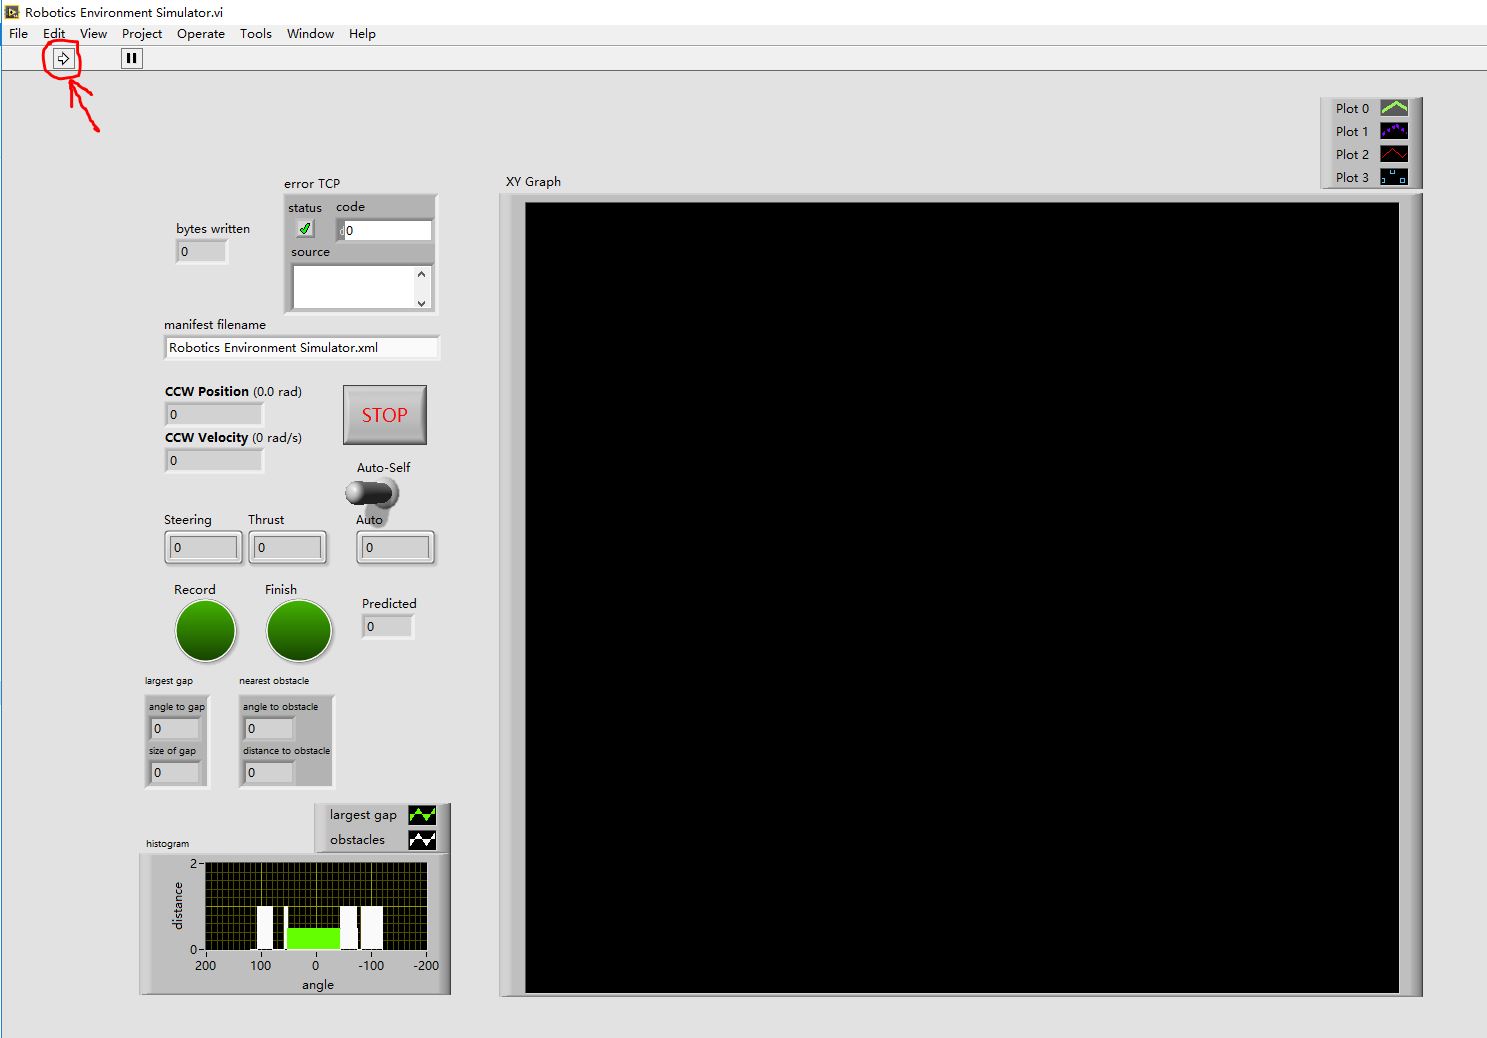 Robotics Environment Simulator.vi
File Edit View Project Operate Tools Window Help
Plot 0
Plot 1
Plot 2
Plot 3
error TCP
status code
d0
source
bytes written
0
manifest filename
Robotics Environment Simulator.xml
CCW Position (0.0 rad)
0
CCW Velocity (0 rad/s)
0
STOP
Auto-Self
Steering Thrust Auto
0 0 0
Record Finish
Predicted
0
largest gap nearest obstacle
angle to gap angle to obstacle
0 0
size of gap distance to obstacle
0 0
largest gap
obstacles
histogram
2
distance
0
200 100 0 -100 -200
angle
XY Graph